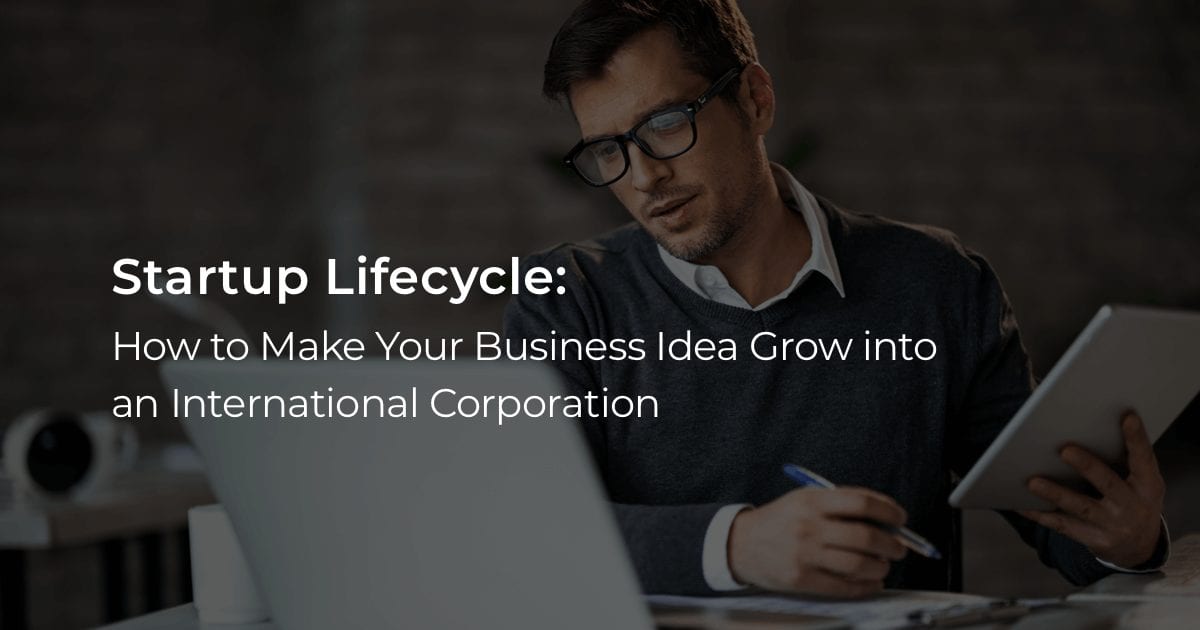 Startup Lifecycle:
How to Make Your Business Idea Grow into
an International Corporation